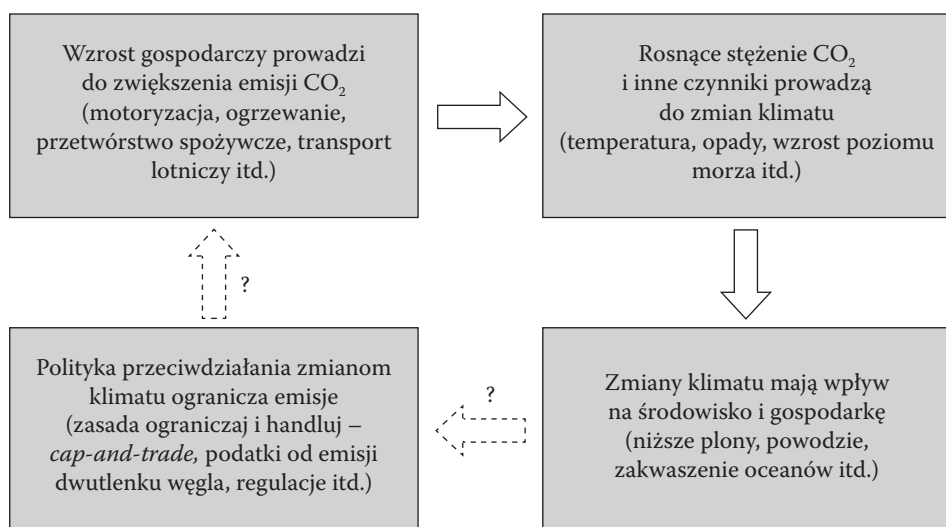 Wzrost gospodarczy prowadzi
do zwiększenia emisji CO₂
(motoryzacja, ogrzewanie,
przetwórstwo spożywcze, transport
lotniczy itd.)
Rosnące stężenie CO₂
i inne czynniki prowadzą
do zmian klimatu
(temperatura, opady, wzrost poziomu
morza itd.)
?
Polityka przeciwdziałania zmianom
klimatu ogranicza emisje
(zasada ograniczaj i handluj –
cap-and-trade, podatki od emisji
dwutlenku węgla, regulacje itd.)
?
Zmiany klimatu mają wpływ
na środowisko i gospodarkę
(niższe plony, powodzie,
zakwaszenie oceanów itd.)